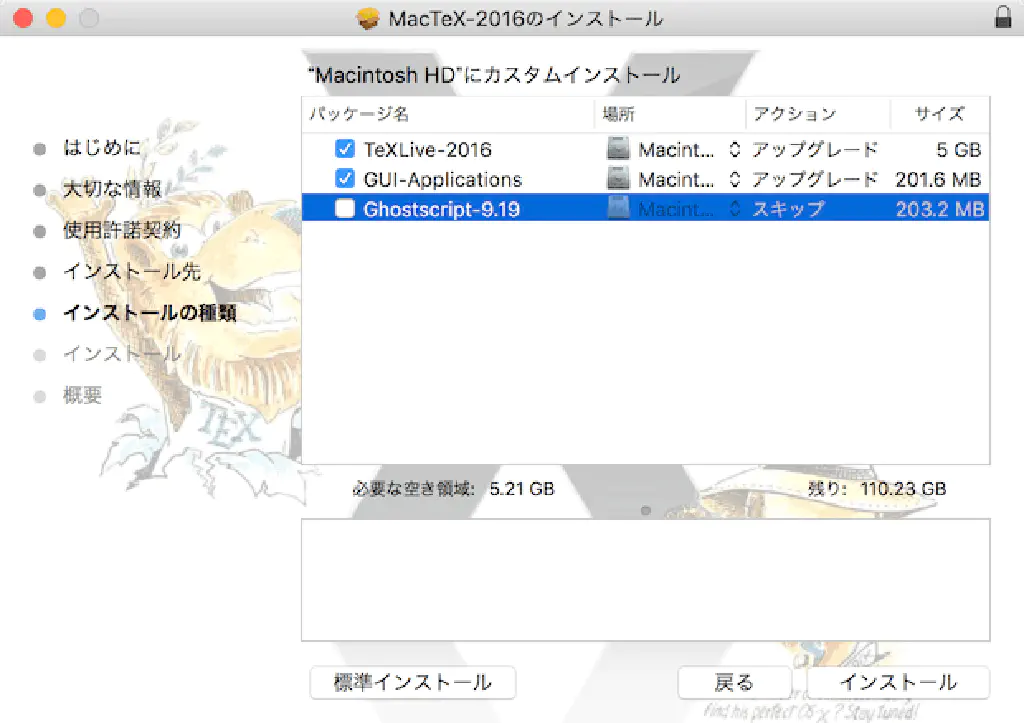 MacTeX-2016のインストール
"Macintosh HD"にカスタムインストール
パッケージ名 場所 アクション サイズ
TeXLive-2016 Macint... アップグレード 5 GB
GUI-Applications Macint... アップグレード 201.6 MB
Ghostscript-9.19 Macint... スキップ 203.2 MB
はじめに
大切な情報
使用許諾契約
インストール先
インストールの種類
インストール
概要
TEX
必要な空き領域: 5.21 GB 残り: 110.23 GB
標準インストール 戻る インストール
find his perfect OS X? Stay tuned!